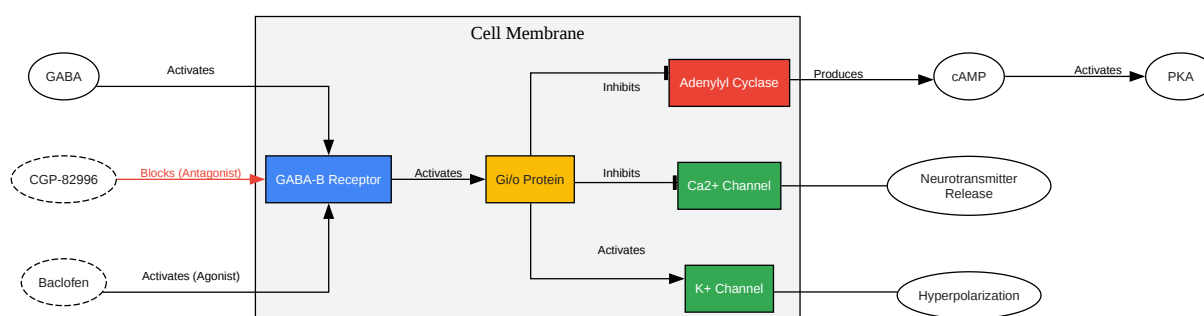 Cell Membrane
GABA
Activates
Adenylyl Cyclase
Inhibits
Produces
cAMP
Activates
PKA
CGP-82996
Blocks (Antagonist)
GABA-B Receptor
Activates
Gi/o Protein
Inhibits
Ca2+ Channel
Neurotransmitter
Release
Baclofen
Activates (Agonist)
Activates
K+ Channel
Hyperpolarization